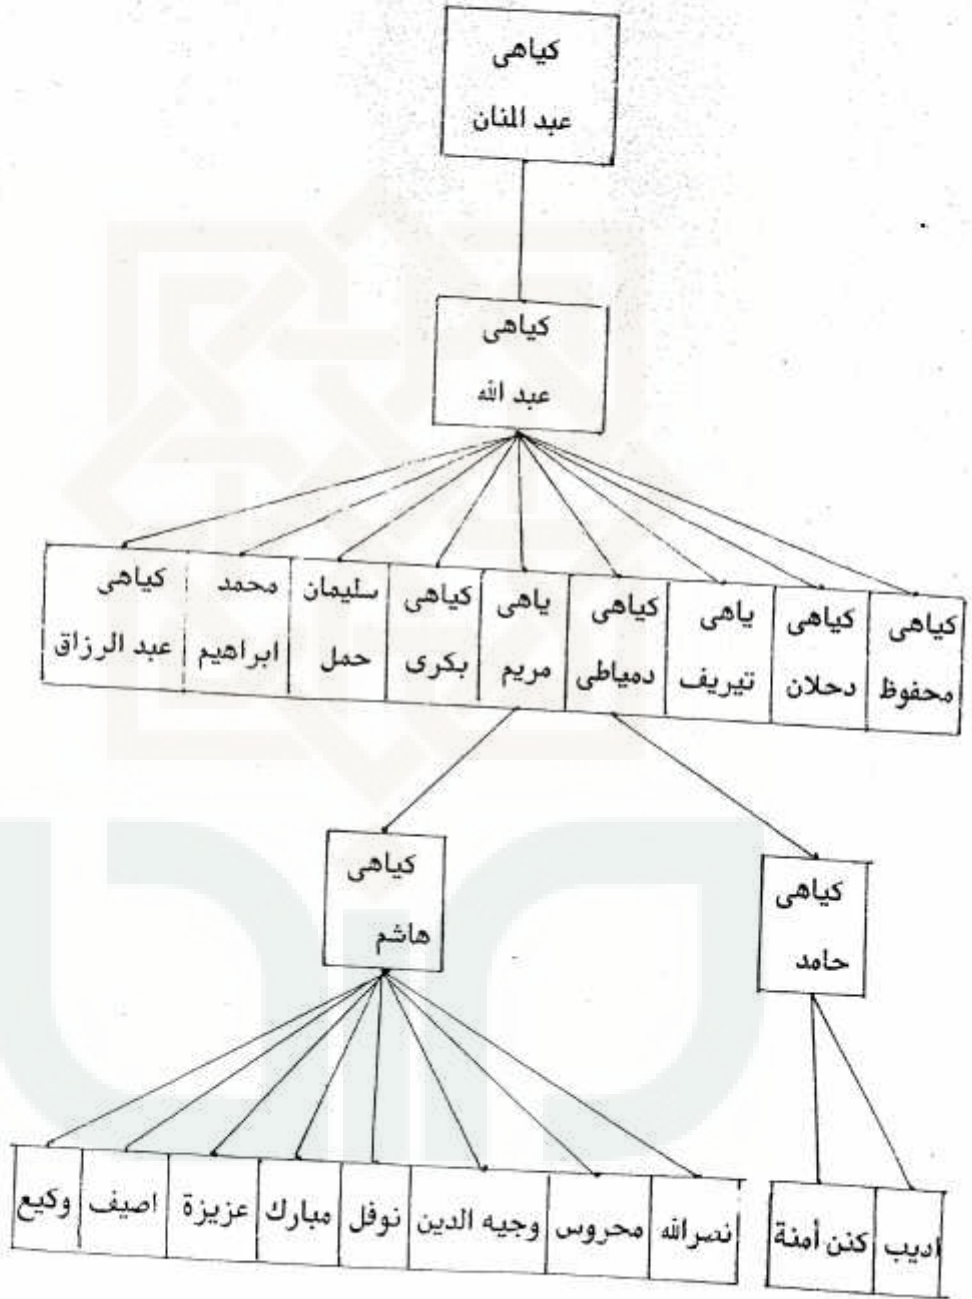 كياهى
عبد المنان
كياهى
عبد الله
كياهى
محفوظ
كياهى
دحلان
ياهى
تيريف
كياهى
دمياطى
ياهى
مريم
كياهى
بكرى
سليمان
حمل
محمد
ابراهيم
كياهى
عبد الرزاق
كياهى
حامد
كياهى
هاشم
اديب
كنن أمنة
نصرالله
محروس
وجيه الدين
نوفل
مبارك
عزيزة
اصيف
وكيع